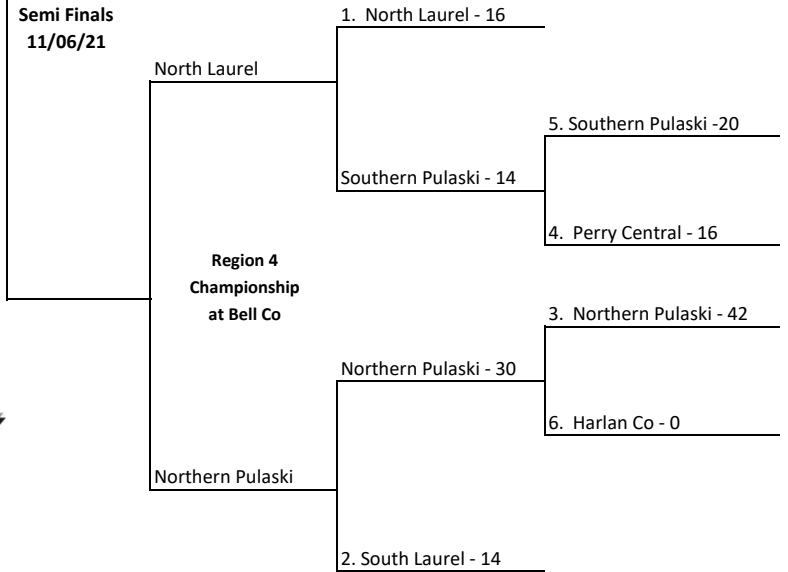 Semi Finals
11/06/21
1. North Laurel - 16
North Laurel
5. Southern Pulaski -20
Southern Pulaski - 14
4. Perry Central - 16
Region 4
Championship
at Bell Co
3. Northern Pulaski - 42
Northern Pulaski - 30
6. Harlan Co - 0
Northern Pulaski
2. South Laurel - 14